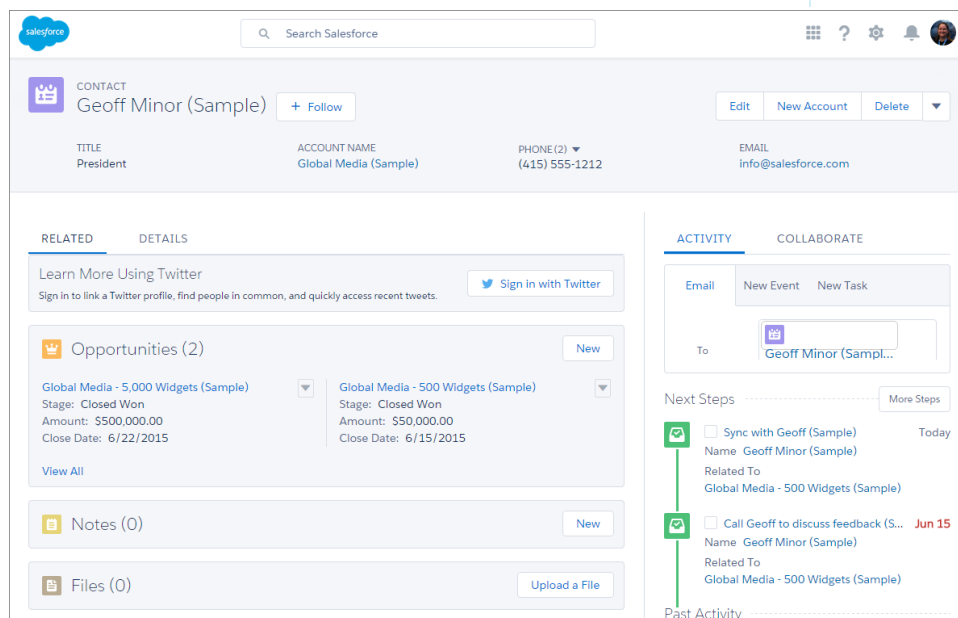 salesforce
Search Salesforce
?
CONTACT
Geoff Minor (Sample)
+ Follow
Edit
New Account
Delete
TITLE
President
ACCOUNT NAME
Global Media (Sample)
PHONE (2)
(415) 555-1212
EMAIL
info@salesforce.com
RELATED
DETAILS
Learn More Using Twitter
Sign in to link a Twitter profile, find people in common, and quickly access recent tweets.
Sign in with Twitter
Opportunities (2)
New
Global Media - 5,000 Widgets (Sample)
Stage: Closed Won
Amount: $500,000.00
Close Date: 6/22/2015
Global Media - 500 Widgets (Sample)
Stage: Closed Won
Amount: $50,000.00
Close Date: 6/15/2015
View All
Notes (0)
New
Files (0)
Upload a File
ACTIVITY
COLLABORATE
Email
New Event
New Task
To
Geoff Minor (Sampl...
Next Steps
More Steps
Sync with Geoff (Sample)
Today
Name Geoff Minor (Sample)
Related To
Global Media - 500 Widgets (Sample)
Call Geoff to discuss feedback (S...
Jun 15
Name Geoff Minor (Sample)
Related To
Global Media - 500 Widgets (Sample)
Past Activity